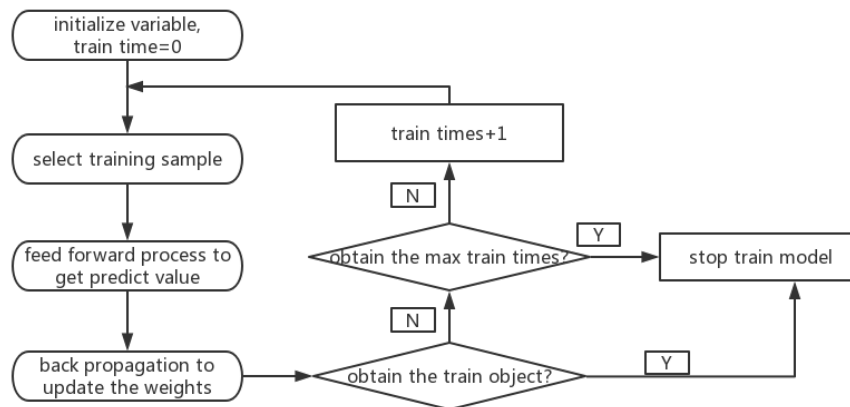 initialize variable,
train time=0
train times+1
select training sample
N
Y
feed forward process to
get predict value
obtain the max train times?
stop train model
N
Y
back propagation to
update the weights
obtain the train object?